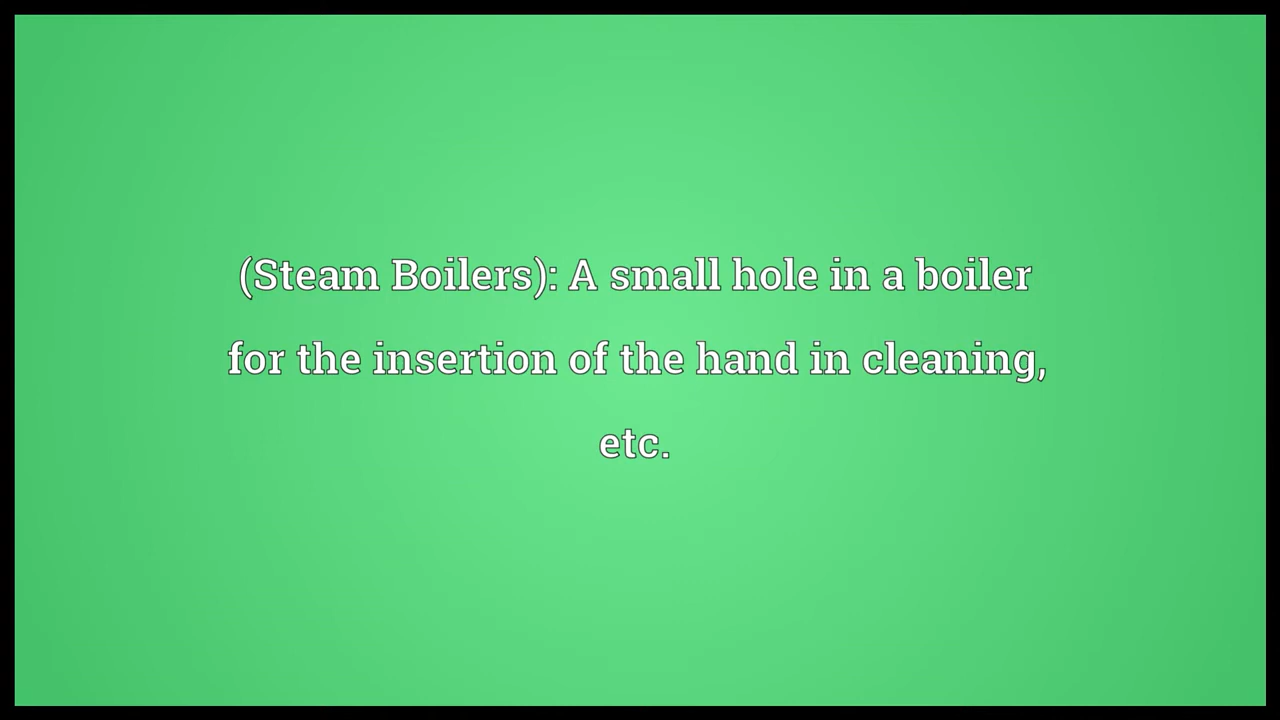 (Steam Boilers): A small hole in a boiler
for the insertion of the hand in cleaning,
etc.